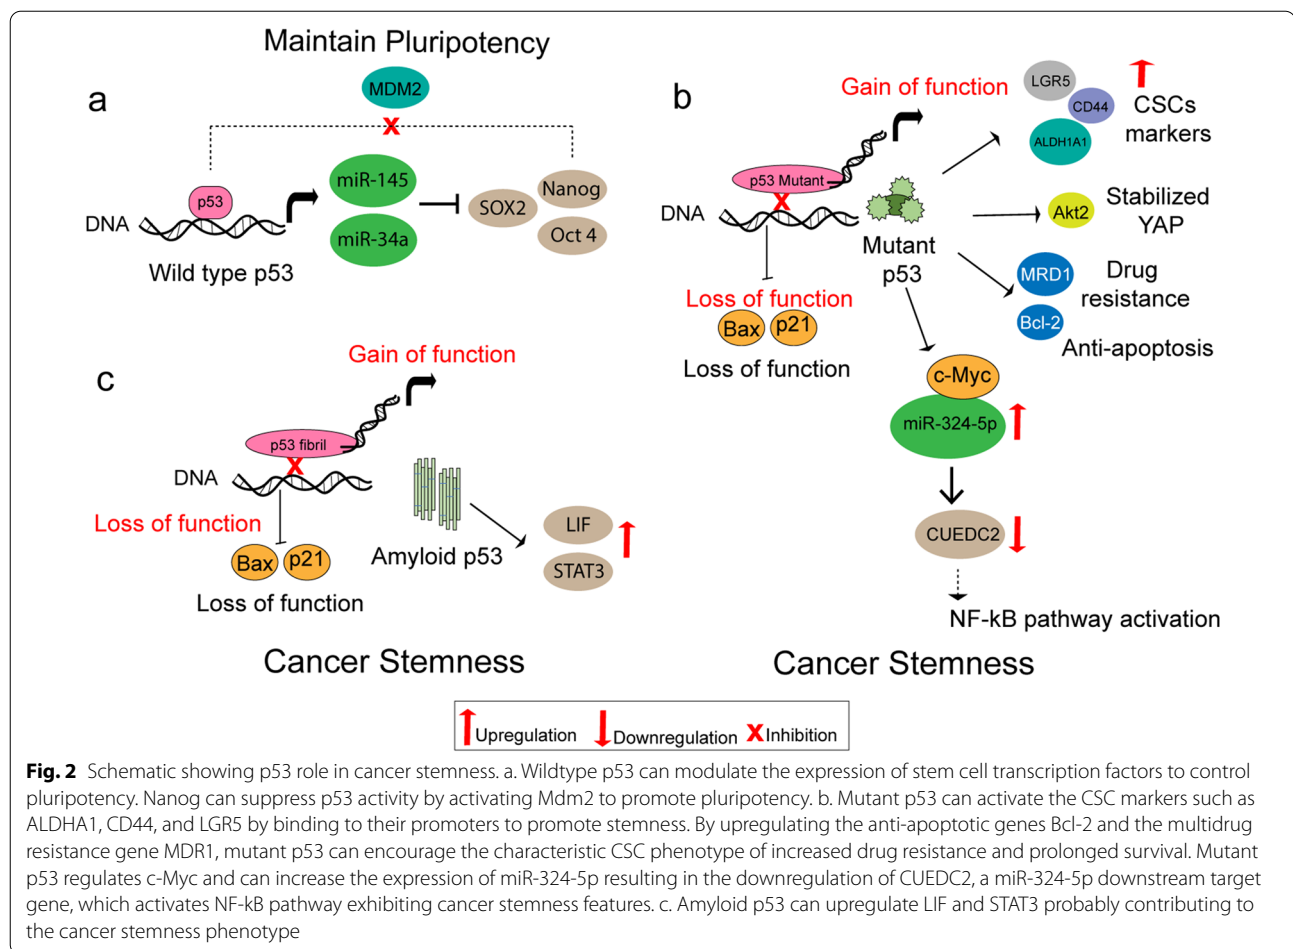 Maintain Pluripotency
a
MDM2
X
p53
DNA
Wild type p53
miR-145
miR-34a
SOX2
Nanog
Oct 4
b
Gain of function
p53 Mutant
X
DNA
Loss of function
Bax
p21
Loss of function
Mutant
p53
LGR5
CD44
ALDH1A1
CSCs
markers
Akt2
Stabilized
YAP
MRD1
Drug
resistance
Bcl-2
Anti-apoptosis
c-Myc
miR-324-5p
CUEDC2
NF-kB pathway activation
Cancer Stemness
c
Gain of function
p53 fibril
X
DNA
Loss of function
Bax
p21
Loss of function
Amyloid p53
LIF
STAT3
Cancer Stemness
Upregulation
Downregulation
X Inhibition
Fig. 2 Schematic showing p53 role in cancer stemness. a. Wildtype p53 can modulate the expression of stem cell transcription factors to control
pluripotency. Nanog can suppress p53 activity by activating Mdm2 to promote pluripotency. b. Mutant p53 can activate the CSC markers such as
ALDHA1, CD44, and LGR5 by binding to their promoters to promote stemness. By upregulating the anti-apoptotic genes Bcl-2 and the multidrug
resistance gene MDR1, mutant p53 can encourage the characteristic CSC phenotype of increased drug resistance and prolonged survival. Mutant
p53 regulates c-Myc and can increase the expression of miR-324-5p resulting in the downregulation of CUEDC2, a miR-324-5p downstream target
gene, which activates NF-kB pathway exhibiting cancer stemness features. c. Amyloid p53 can upregulate LIF and STAT3 probably contributing to
the cancer stemness phenotype